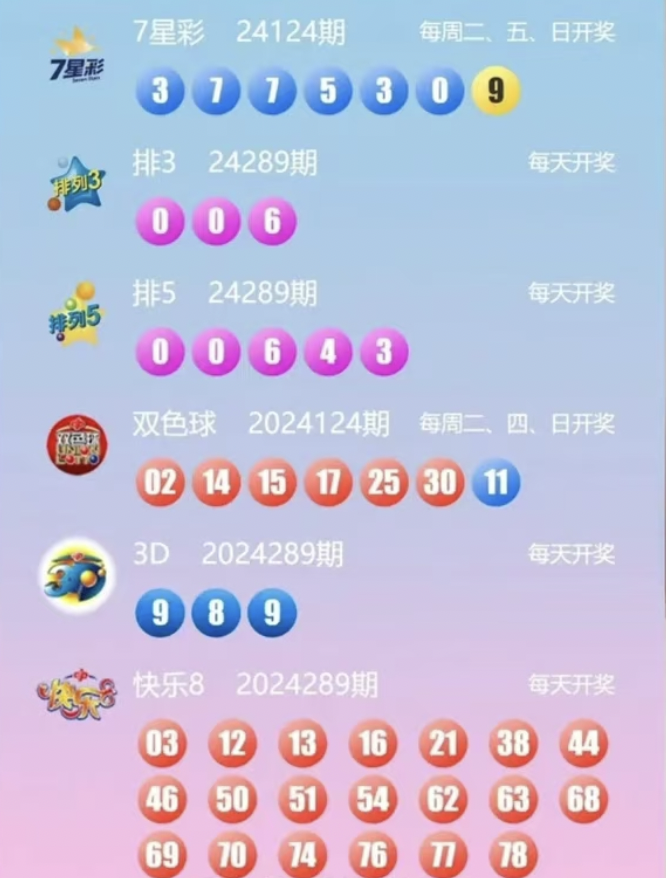 7星彩 24124期 每周二、五、日开奖
7星彩
3 7 7 5 3 0 9
排3 24289期 每天开奖
排列3
0 0 6
排5 24289期 每天开奖
排列5
0 0 6 4 3
双色球 2024124期 每周二、四、日开奖
双色球
02 14 15 17 25 30 11
3D 2024289期 每天开奖
3D
9 8 9
快乐8 2024289期 每天开奖
快乐
03 12 13 16 21 38 44
46 50 51 54 62 63 68
69 70 74 76 77 78